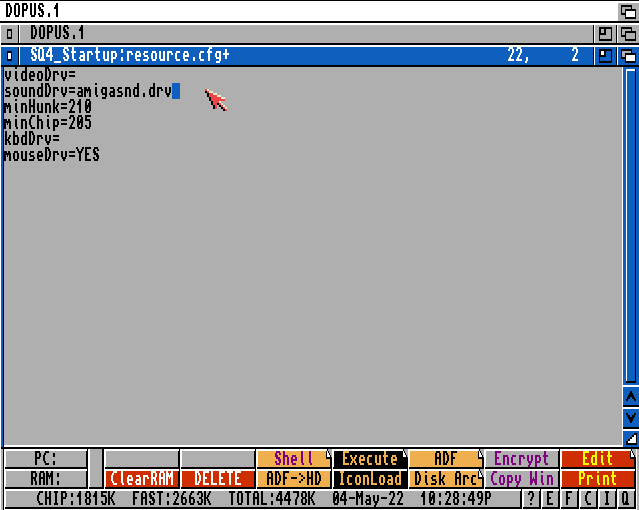 DOPUS.1
DOPUS.1
SQ4_Startup:resource.cfg+ 22, 2
videoDrv=
soundDrv=amigasnd.drv
minHunk=210
minChip=205
kbdDrv=
mouseDrv=YES
PC: Shell Execute ADF Encrypt Edit
RAM: ClearRAM DELETE ADF->HD IconLoad Disk Arc Copy Win Print
CHIP:1815K FAST:2663K TOTAL:4478K 04-May-22 10:28:49P ? E F C I Q